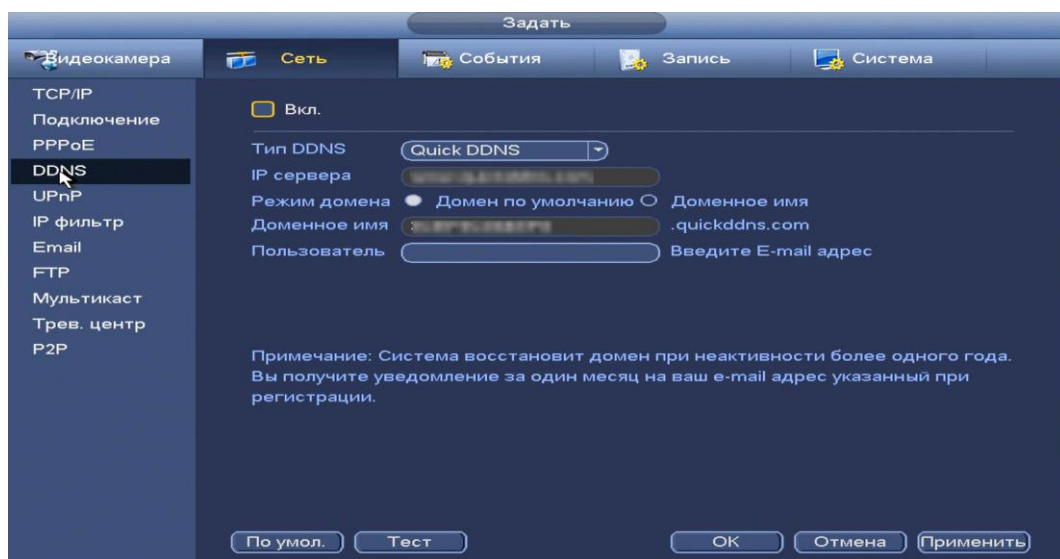 Задать
Видеокамера Сеть События Запись Система
TCP/IP
Подключение
PPPoE
DDNS
UPnP
IP фильтр
Email
FTP
Мультикаст
Трев. центр
P2P
Вкл.
Тип DDNS Quick DDNS
IP сервера
Режим домена Домен по умолчанию Доменное имя
Доменное имя .quickddns.com
Пользователь Введите E-mail адрес
Примечание: Система восстановит домен при неактивности более одного года.
Вы получите уведомление за один месяц на ваш e-mail адрес указанный при
регистрации.
По умол. Тест ОК Отмена Применить